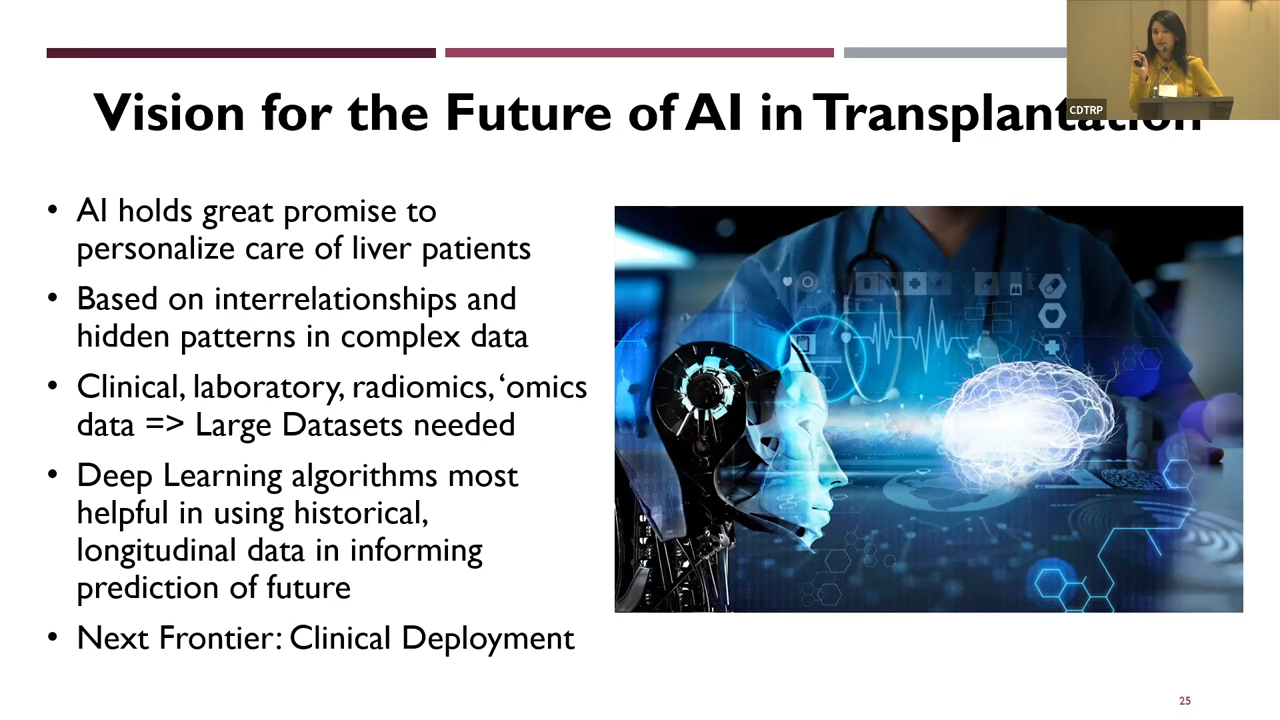 Vision for the Future of AI in Transplantation
CDTRP
• AI holds great promise to
personalize care of liver patients
• Based on interrelationships and
hidden patterns in complex data
• Clinical, laboratory, radiomics, ‘omics
data => Large Datasets needed
• Deep Learning algorithms most
helpful in using historical,
longitudinal data in informing
prediction of future
• Next Frontier: Clinical Deployment
25